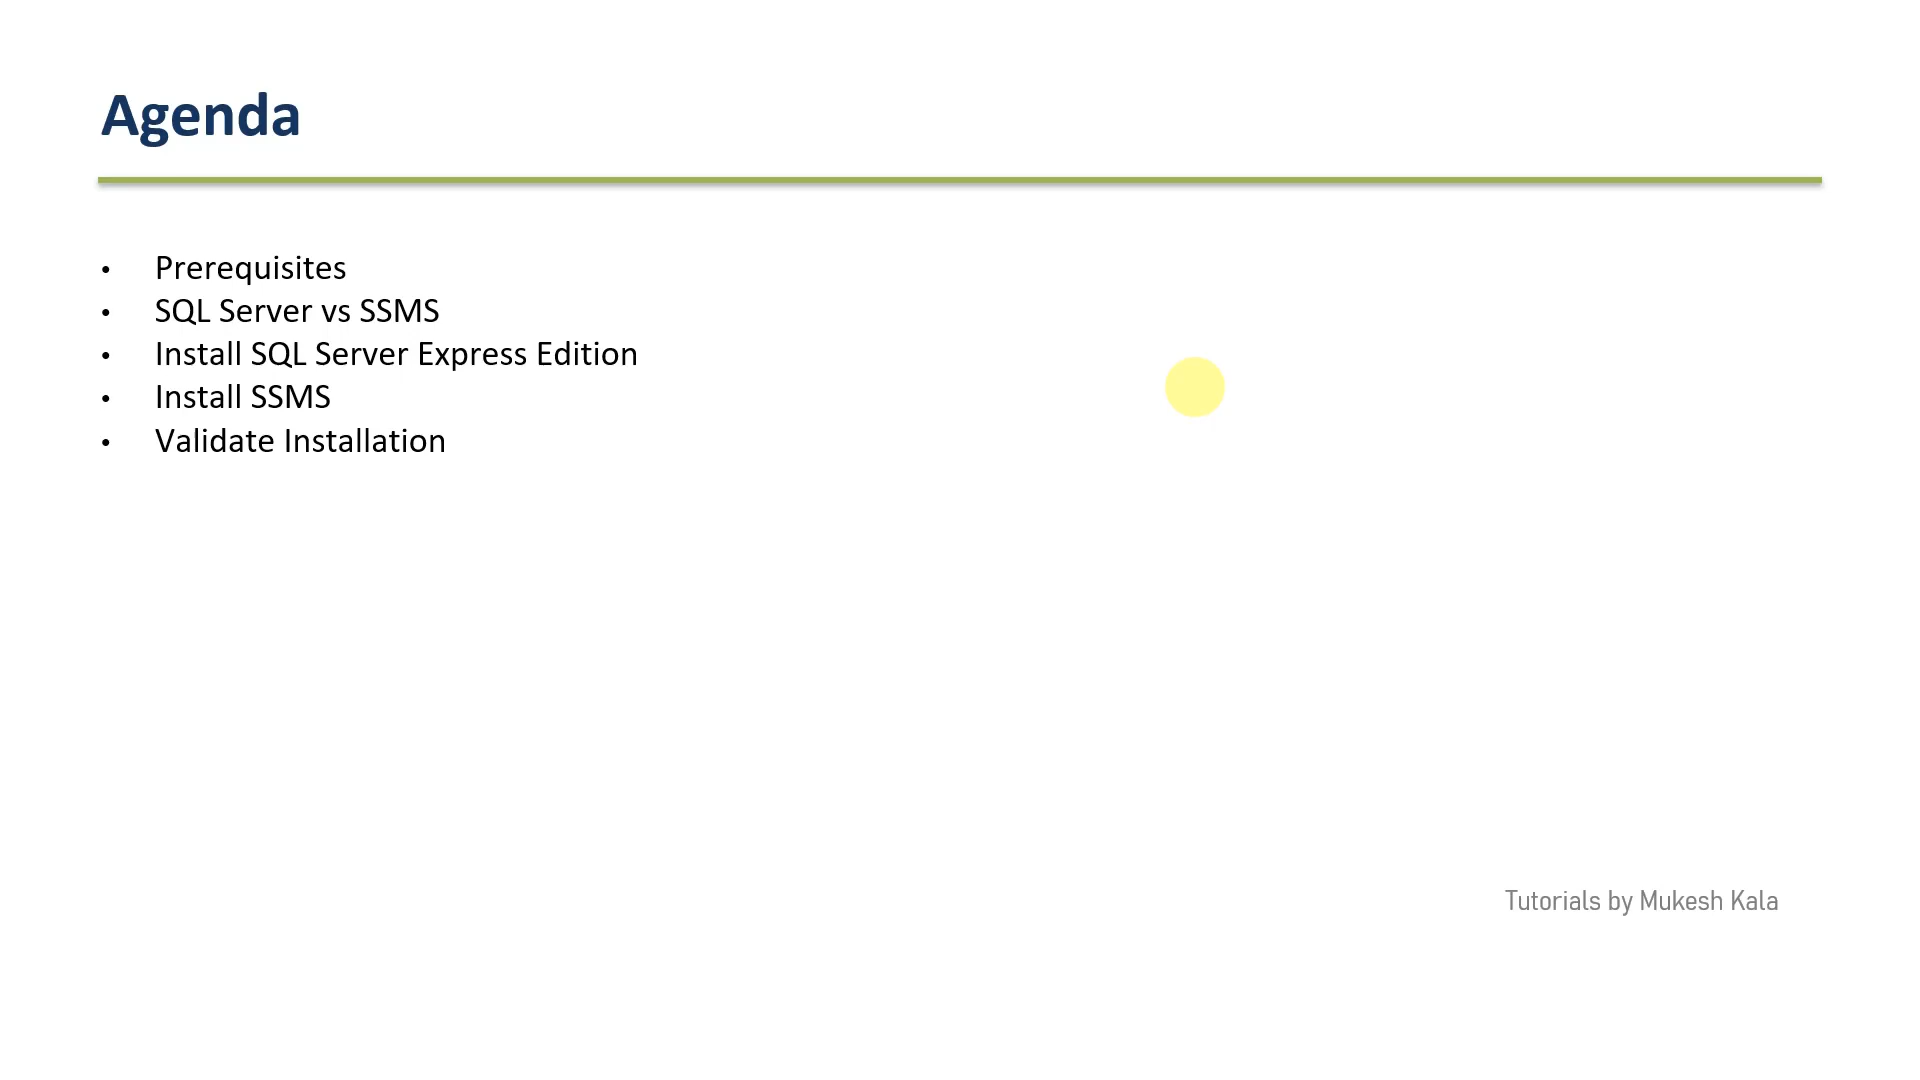 Agenda
• Prerequisites
• SQL Server vs SSMS
• Install SQL Server Express Edition
• Install SSMS
• Validate Installation
Tutorials by Mukesh Kala